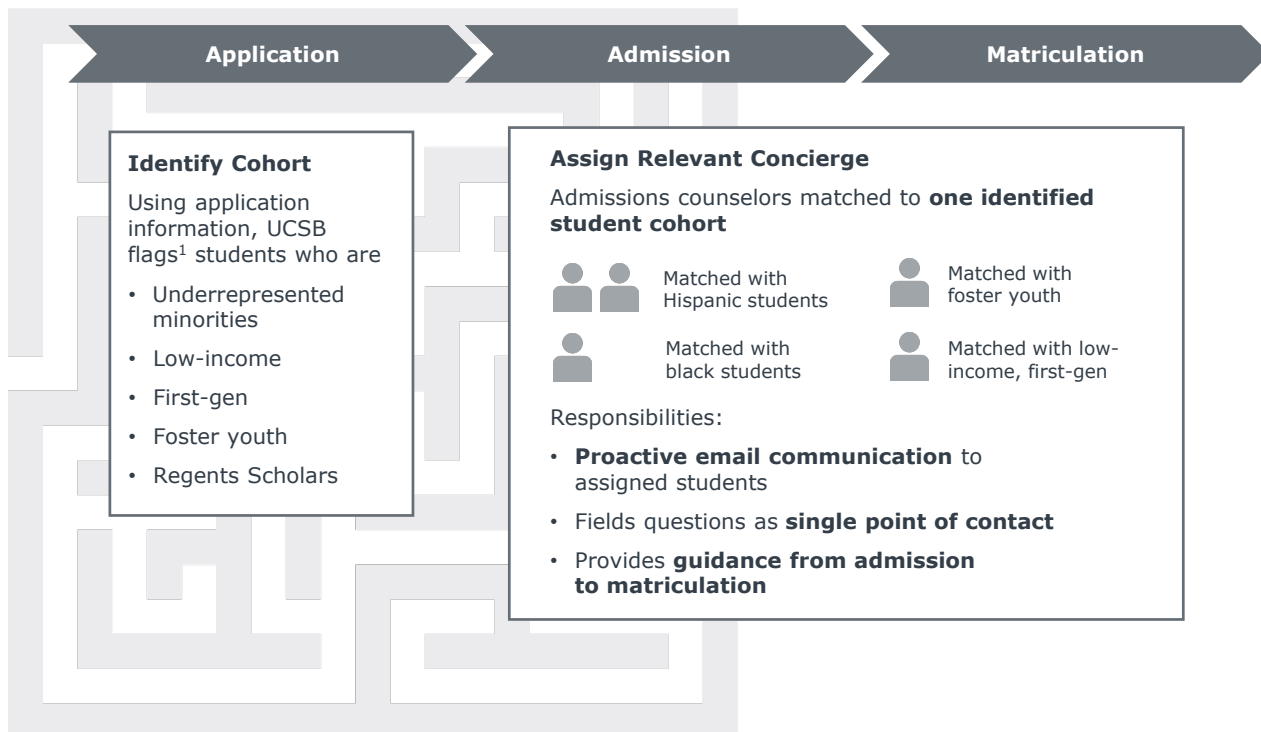 Application
Admission
Matriculation
Identify Cohort
Using application
information, UCSB
flags¹ students who are
• Underrepresented
minorities
• Low-income
• First-gen
• Foster youth
• Regents Scholars
Assign Relevant Concierge
Admissions counselors matched to one identified
student cohort
Matched with
Hispanic students
Matched with
foster youth
Matched with
black students
Matched with low-
income, first-gen
Responsibilities:
• Proactive email communication to
assigned students
• Fields questions as single point of contact
• Provides guidance from admission
to matriculation